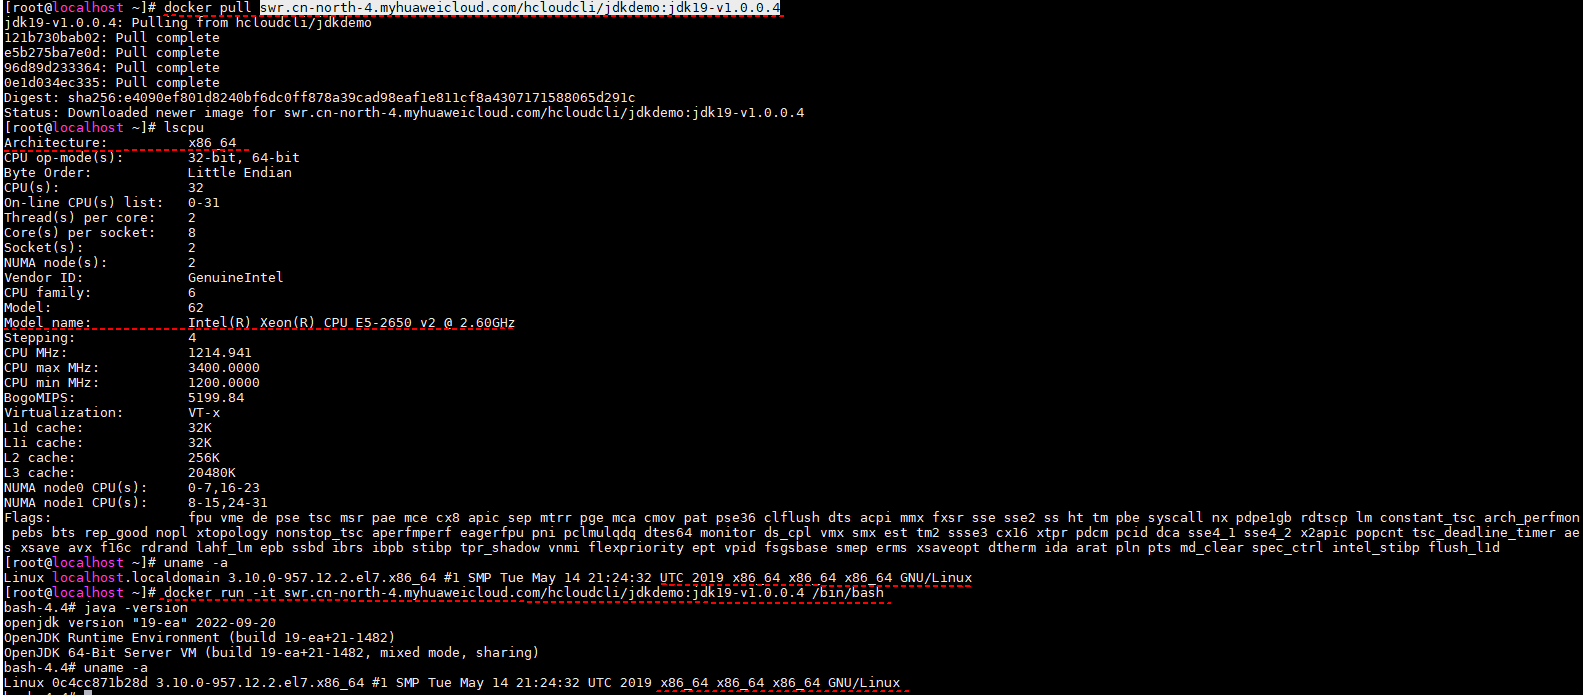 [root@localhost ~]# docker pull swr.cn-north-4.myhuaweicloud.com/hcloudcli/jdkdemo:jdk19-v1.0.0.4
jdk19-v1.0.0.4: Pulling from hcloudcli/jdkdemo
121b730bab02: Pull complete
e5b275ba7e0d: Pull complete
96d89d233364: Pull complete
0e1d034ec335: Pull complete
Digest: sha256:e4090ef801d8240bf6dc0ff878a39cad98eaf1e811cf8a4307171588065d291c
Status: Downloaded newer image for swr.cn-north-4.myhuaweicloud.com/hcloudcli/jdkdemo:jdk19-v1.0.0.4
[root@localhost ~]# lscpu
Architecture:          x86_64
CPU op-mode(s):        32-bit, 64-bit
Byte Order:            Little Endian
CPU(s):                32
On-line CPU(s) list:   0-31
Thread(s) per core:    2
Core(s) per socket:    8
Socket(s):             2
NUMA node(s):          2
Vendor ID:             GenuineIntel
CPU family:            6
Model:                 62
Model name:            Intel(R) Xeon(R) CPU E5-2650 v2 @ 2.60GHz
Stepping:              4
CPU MHz:               1214.941
CPU max MHz:           3400.0000
CPU min MHz:           1200.0000
BogoMIPS:              5199.84
Virtualization:        VT-x
L1d cache:             32K
L1i cache:             32K
L2 cache:              256K
L3 cache:              20480K
NUMA node0 CPU(s):     0-7,16-23
NUMA node1 CPU(s):     8-15,24-31
Flags:                 fpu vme de pse tsc msr pae mce cx8 apic sep mtrr pge mca cmov pat pse36 clflush dts acpi mmx fxsr sse sse2 ss ht tm pbe syscall nx pdpe1gb rdtscp lm constant_tsc arch_perfmon
pebs bts rep_good nopl xtopology nonstop_tsc aperfmperf eagerfpu pni pclmulqdq dtes64 monitor ds_cpl vmx smx est tm2 ssse3 cx16 xtpr pdcm pcid dca sse4_1 sse4_2 x2apic popcnt tsc_deadline_timer ae
s xsave avx f16c rdrand lahf_lm epb ssbd ibrs ibpb stibp tpr_shadow vnmi flexpriority ept vpid fsgsbase smep erms xsaveopt dtherm ida arat pln pts md_clear spec_ctrl intel_stibp flush_l1d
[root@localhost ~]# uname -a
Linux localhost.localdomain 3.10.0-957.12.2.el7.x86_64 #1 SMP Tue May 14 21:24:32 UTC 2019 x86_64 x86_64 x86_64 GNU/Linux
[root@localhost ~]# docker run -it swr.cn-north-4.myhuaweicloud.com/hcloudcli/jdkdemo:jdk19-v1.0.0.4 /bin/bash
bash-4.4# java -version
openjdk version "19-ea" 2022-09-20
OpenJDK Runtime Environment (build 19-ea+21-1482)
OpenJDK 64-Bit Server VM (build 19-ea+21-1482, mixed mode, sharing)
bash-4.4# uname -a
Linux 0c4cc871b28d 3.10.0-957.12.2.el7.x86_64 #1 SMP Tue May 14 21:24:32 UTC 2019 x86_64 x86_64 x86_64 GNU/Linux
bash-4.4#